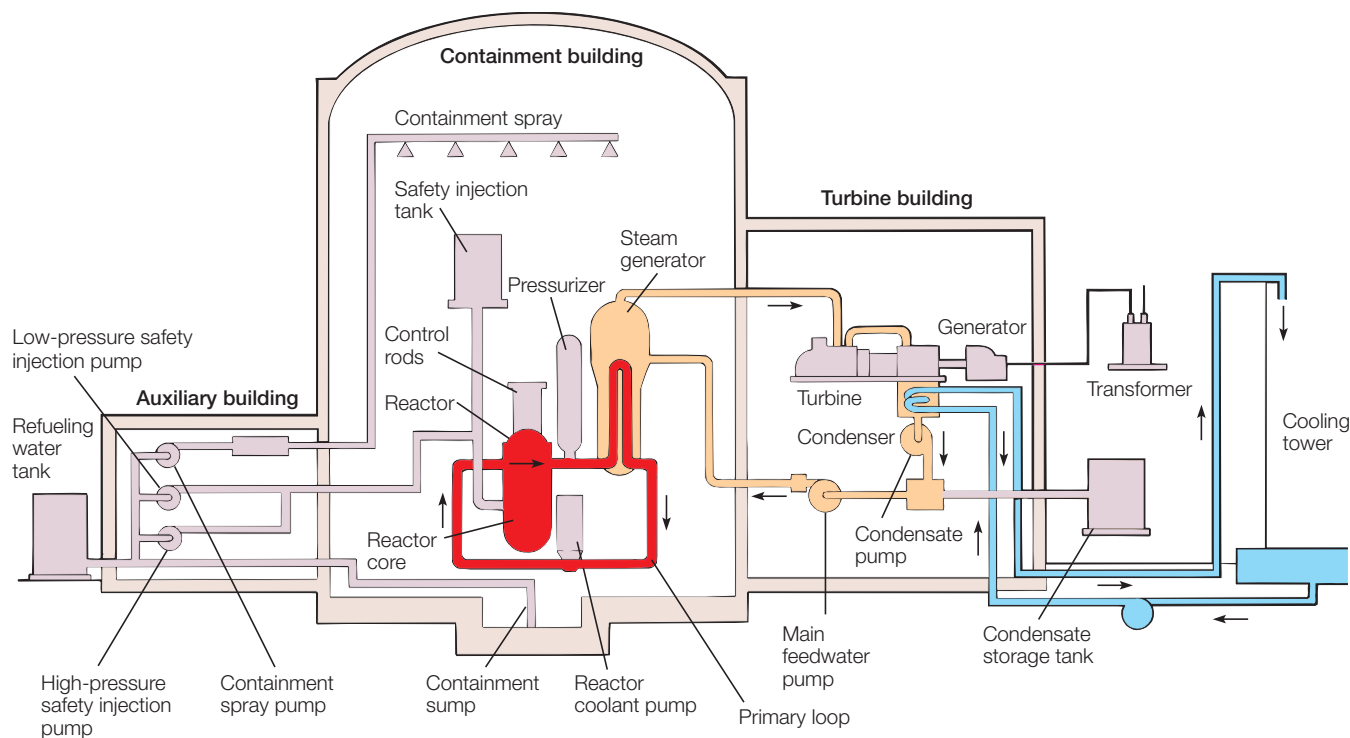 Containment building
Containment spray
Safety injection
tank
Turbine building
Steam
generator
Pressurizer
Generator
Low-pressure safety
injection pump
Control
rods
Transformer
Auxiliary building
Reactor
Turbine
Refueling
water
tank
Cooling
tower
Condenser
Reactor
core
Condensate
pump
Main
feedwater
pump
Condensate
storage tank
High-pressure
safety injection
pump
Containment
spray pump
Containment
sump
Reactor
coolant pump
Primary loop